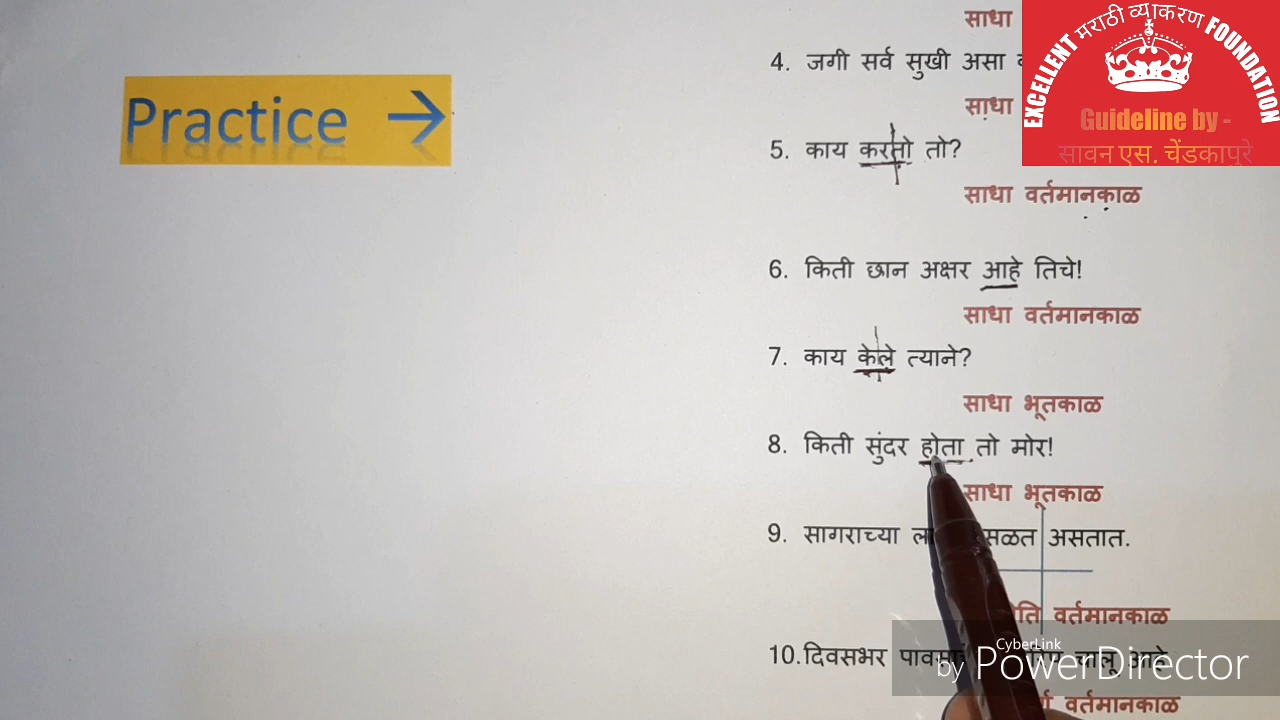 Practice →
साधा
4. जगी सर्व सुखी असा
साधा
5. काय करतो तो?
साधा वर्तमानकाळ
6. किती छान अक्षर आहे तिचे!
साधा वर्तमानकाळ
7. काय केले त्याने?
साधा भूतकाळ
8. किती सुंदर होता तो मोर!
साधा भूतकाळ
9. सागराच्या असतात.
वर्तमानकाळ
10. दिवसभर चालू आहे
वर्तमानकाळ
EXCELLENT मराठी व्याकरण FOUNDATION
Guideline by -
सावन एस. चेंडकापुरे
CyberLink
by PowerDirector